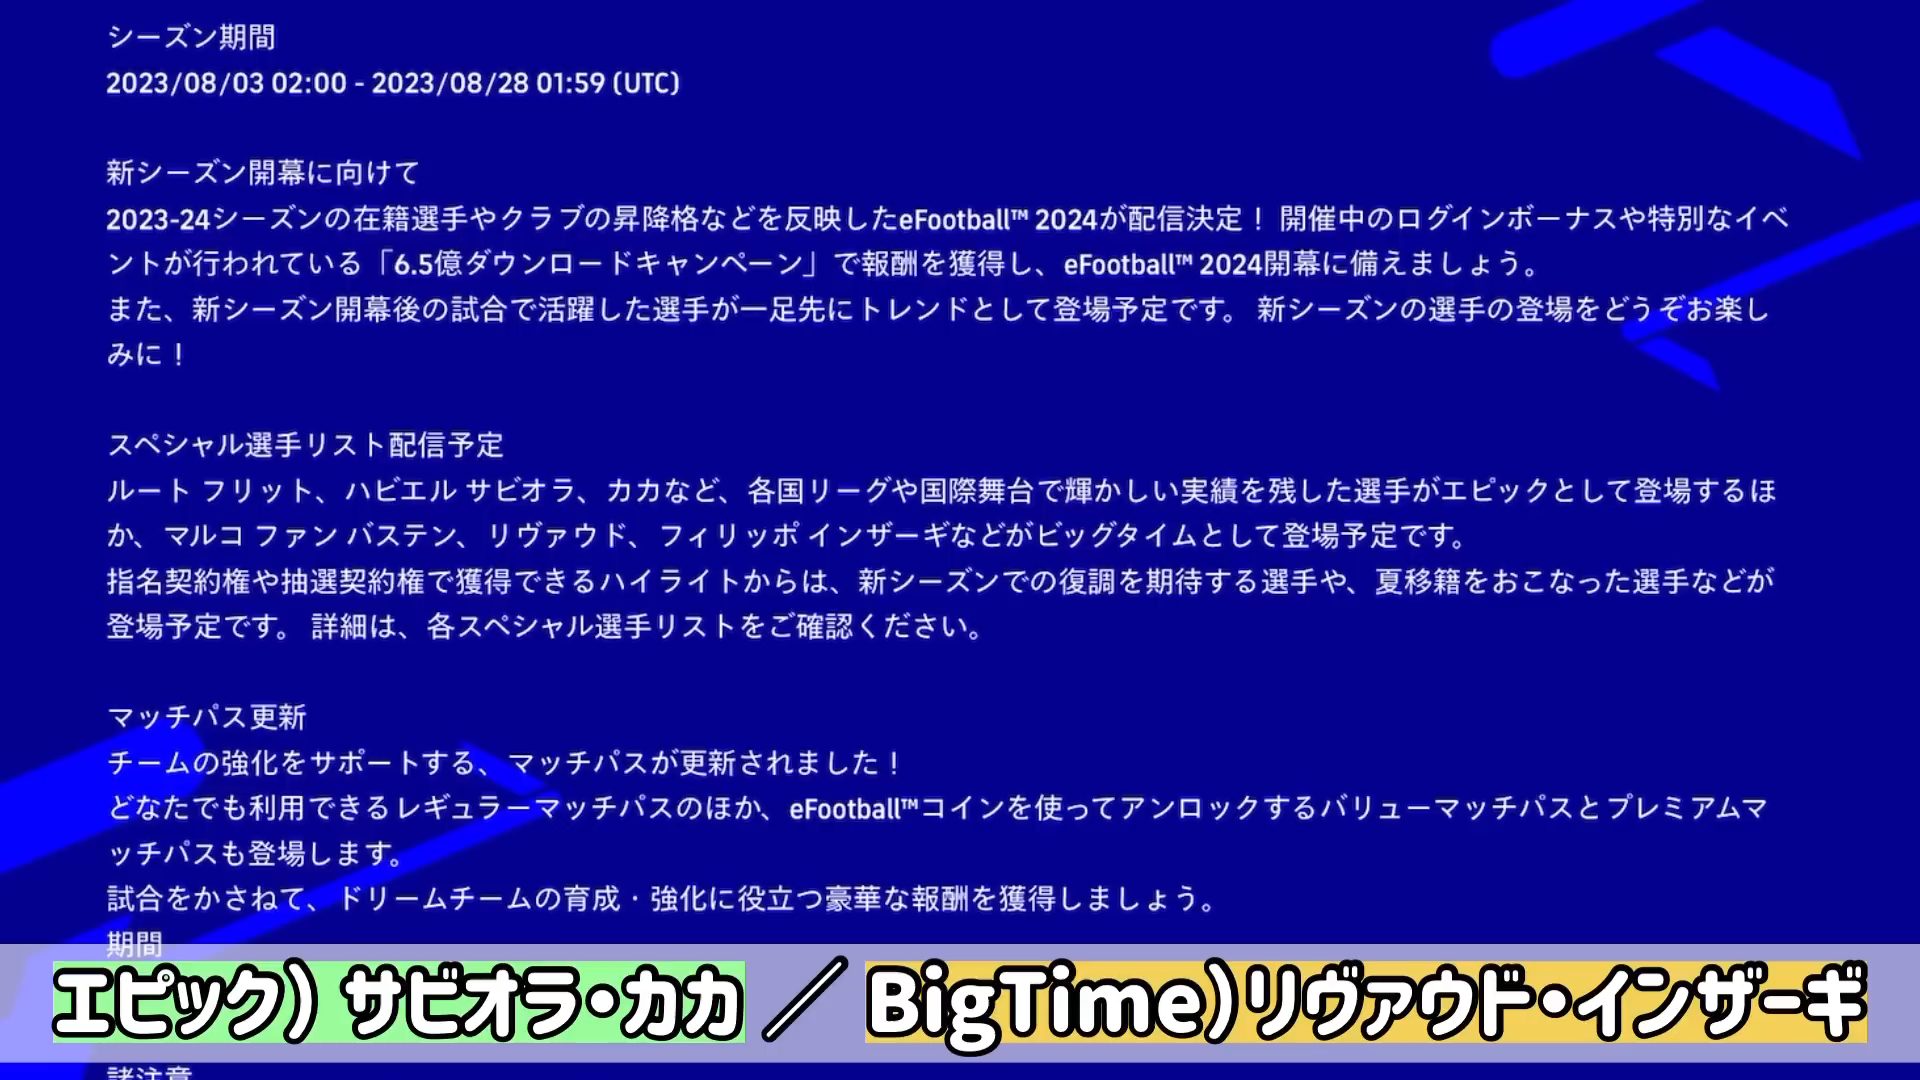 シーズン期間
2023/08/03 02:00 - 2023/08/28 01:59 (UTC)
新シーズン開幕に向けて
2023-24シーズンの在籍選手やクラブの昇降格などを反映したeFootball™ 2024が配信決定！ 開催中のログインボーナスや特別なイベ
ントが行われている「6.5億ダウンロードキャンペーン」で報酬を獲得し、eFootball™ 2024開幕に備えましょう。
また、新シーズン開幕後の試合で活躍した選手が一足先にトレンドとして登場予定です。 新シーズンの選手の登場をどうぞお楽し
みに！
スペシャル選手リスト配信予定
ルート フリット、ハビエル サビオラ、カカなど、各国リーグや国際舞台で輝かしい実績を残した選手がエピックとして登場するほ
か、マルコ ファン バステン、リヴァウド、フィリッポ インザーギなどがビッグタイムとして登場予定です。
指名契約権や抽選契約権で獲得できるハイライトからは、新シーズンでの復調を期待する選手や、夏移籍をおこなった選手などが
登場予定です。 詳細は、各スペシャル選手リストをご確認ください。
マッチパス更新
チームの強化をサポートする、マッチパスが更新されました！
どなたでも利用できるレギュラーマッチパスのほか、eFootball™コインを使ってアンロックするバリューマッチパスとプレミアムマ
ッチパスも登場します。
試合をかさねて、ドリームチームの育成・強化に役立つ豪華な報酬を獲得しましょう。
期間
エピック）サビオラ・カカ ／ BigTime）リヴァウド・インザーギ
諸注意